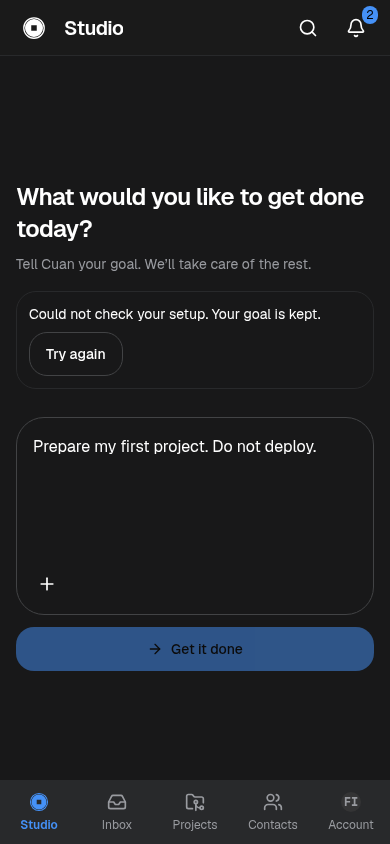 Studio
2
What would you like to get done
today?
Tell Cuan your goal. We'll take care of the rest.
Could not check your setup. Your goal is kept.
Try again
Prepare my first project. Do not deploy.
Get it done
FI
Studio
Inbox
Projects
Contacts
Account